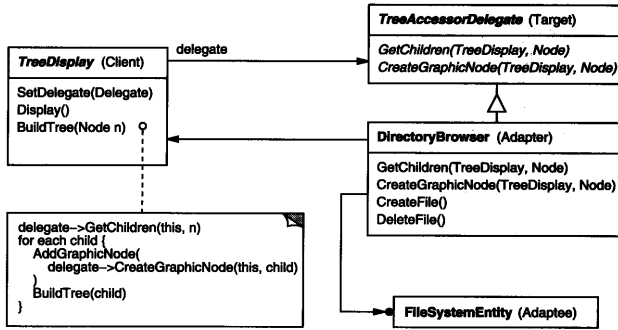 TreeAccessorDelegate (Target)
GetChildren(TreeDisplay, Node)
CreateGraphicNode(TreeDisplay, Node)
delegate
TreeDisplay (Client)
SetDelegate(Delegate)
Display()
BuildTree(Node n)
DirectoryBrowser (Adapter)
GetChildren(TreeDisplay, Node)
CreateGraphicNode(TreeDisplay, Node)
CreateFile()
DeleteFile()
delegate–>GetChildren(this, n)
for each child {
AddGraphicNode(
delegate–>CreateGraphicNode(this, child)
)
BuildTree(child)
}
FileSystemEntity (Adaptee)